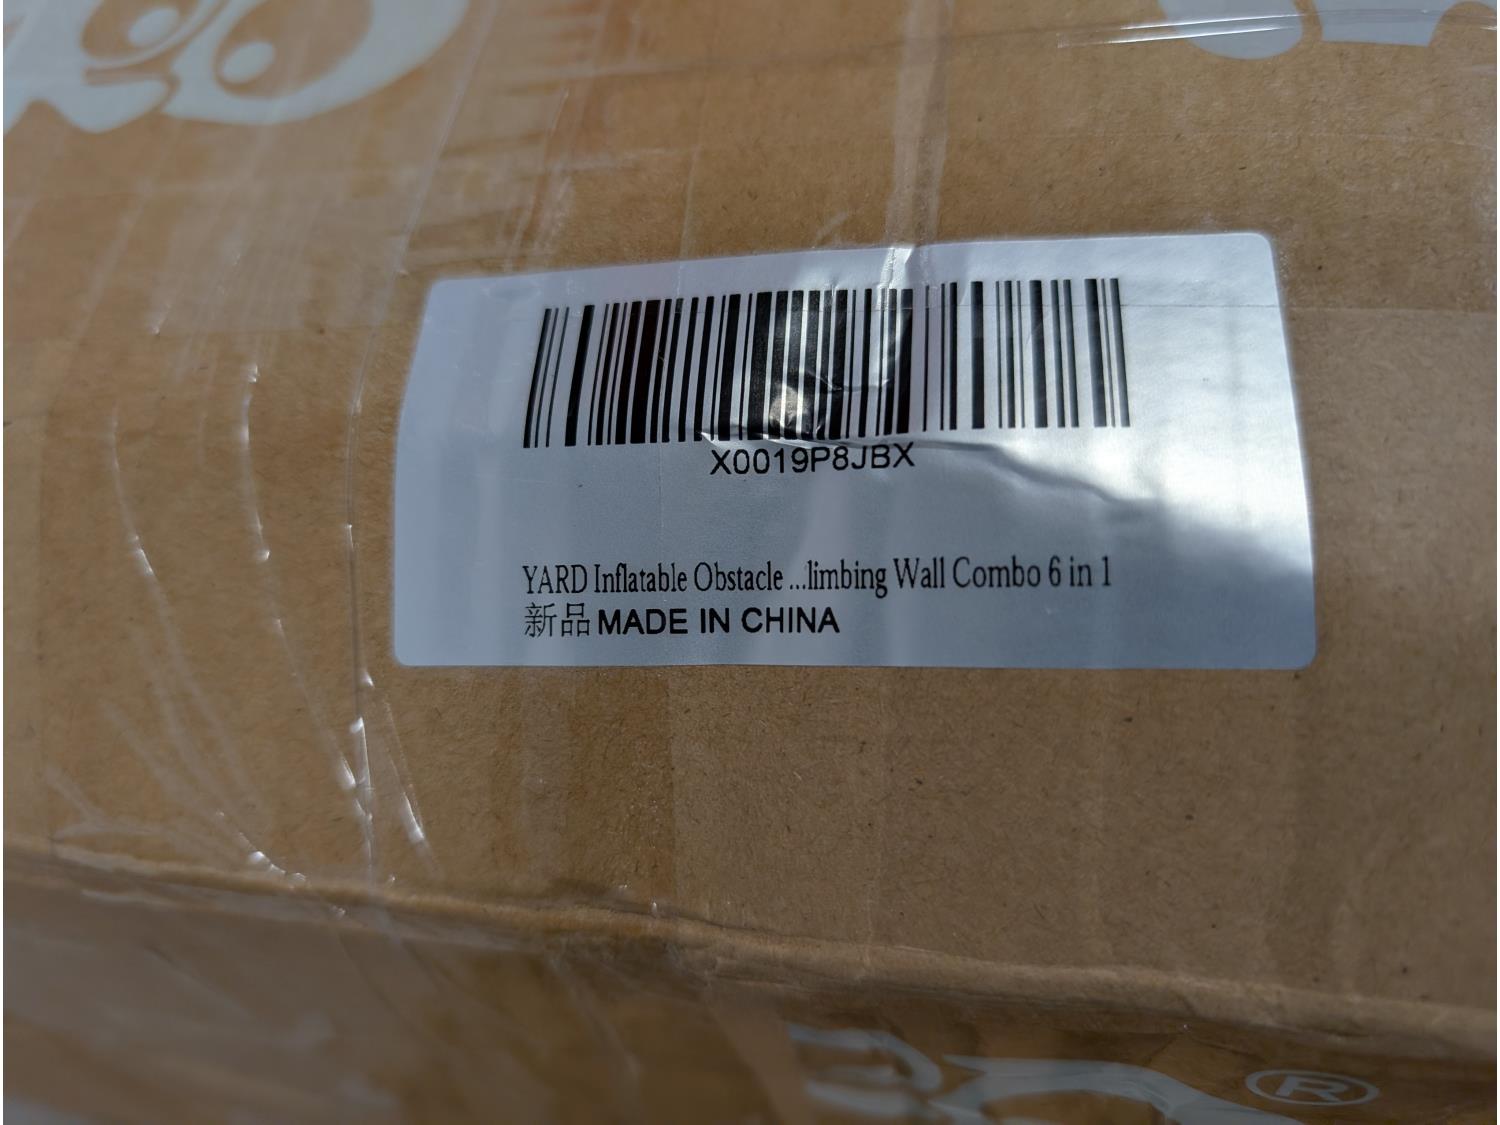 X0019P8JBX
YARD Inflatable Obstacle ...limbing Wall Combo 6 in 1
新品 MADE IN CHINA
®